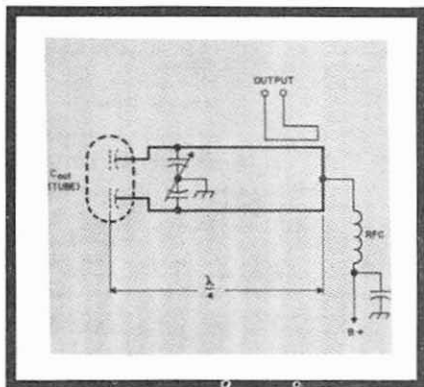 OUTPUT
Cout
(TUBE)
RFC
λ/4
B+